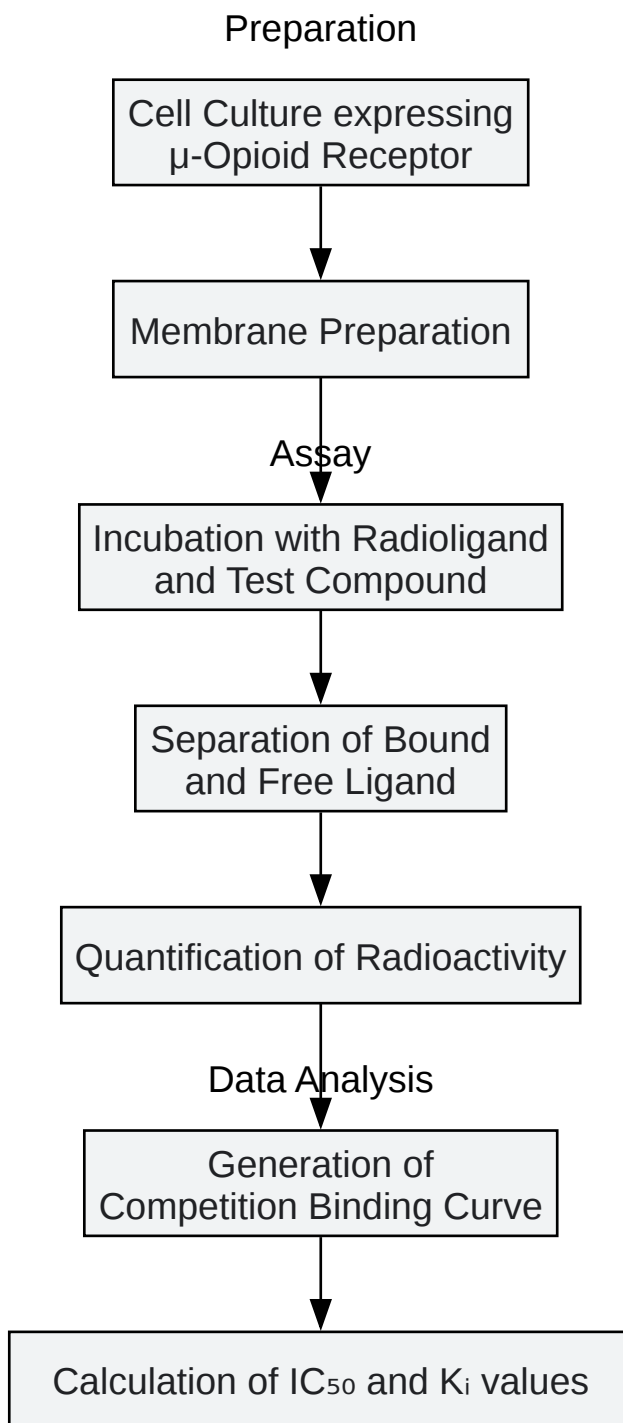 Preparation
Cell Culture expressing
μ-Opioid Receptor
Membrane Preparation
Assay
Incubation with Radioligand
and Test Compound
Separation of Bound
and Free Ligand
Quantification of Radioactivity
Data Analysis
Generation of
Competition Binding Curve
Calculation of IC₅₀ and Kᵢ values